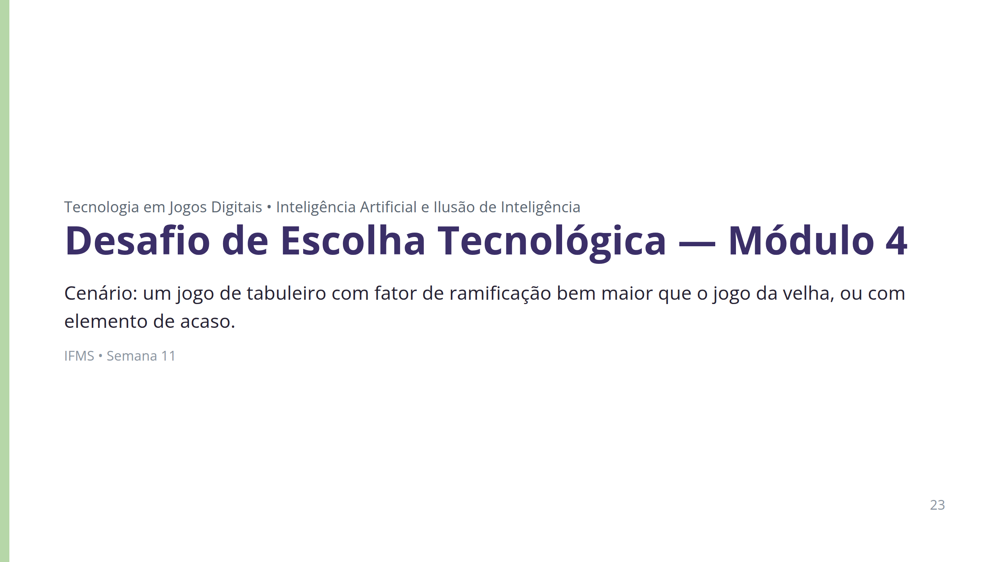 Tecnologia em Jogos Digitais • Inteligência Artificial e Ilusão de Inteligência
Desafio de Escolha Tecnológica — Módulo 4
Cenário: um jogo de tabuleiro com fator de ramificação bem maior que o jogo da velha, ou com
elemento de acaso.
IFMS • Semana 11
23